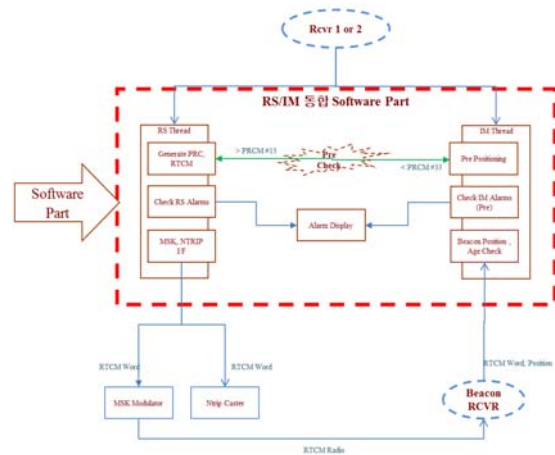 Rcvr 1 or 2
RS/IM 통합 Software Part
RS Thread
IM Thread
Generate PRC,
RTCM
> PRCM #15
Pre
Check
< PRCM #33
Pre Positioning
Software
Part
Check RS Alarms
Alarm Display
Check IM Alarms
(Pre)
MSK, NTRIP
I/F
Beacon Position ,
Age Check
RTCM Word
RTCM Word
RTCM Word, Position
MSK Modulator
Ntrip Caster
Beacon
RCVR
RTCM Radio